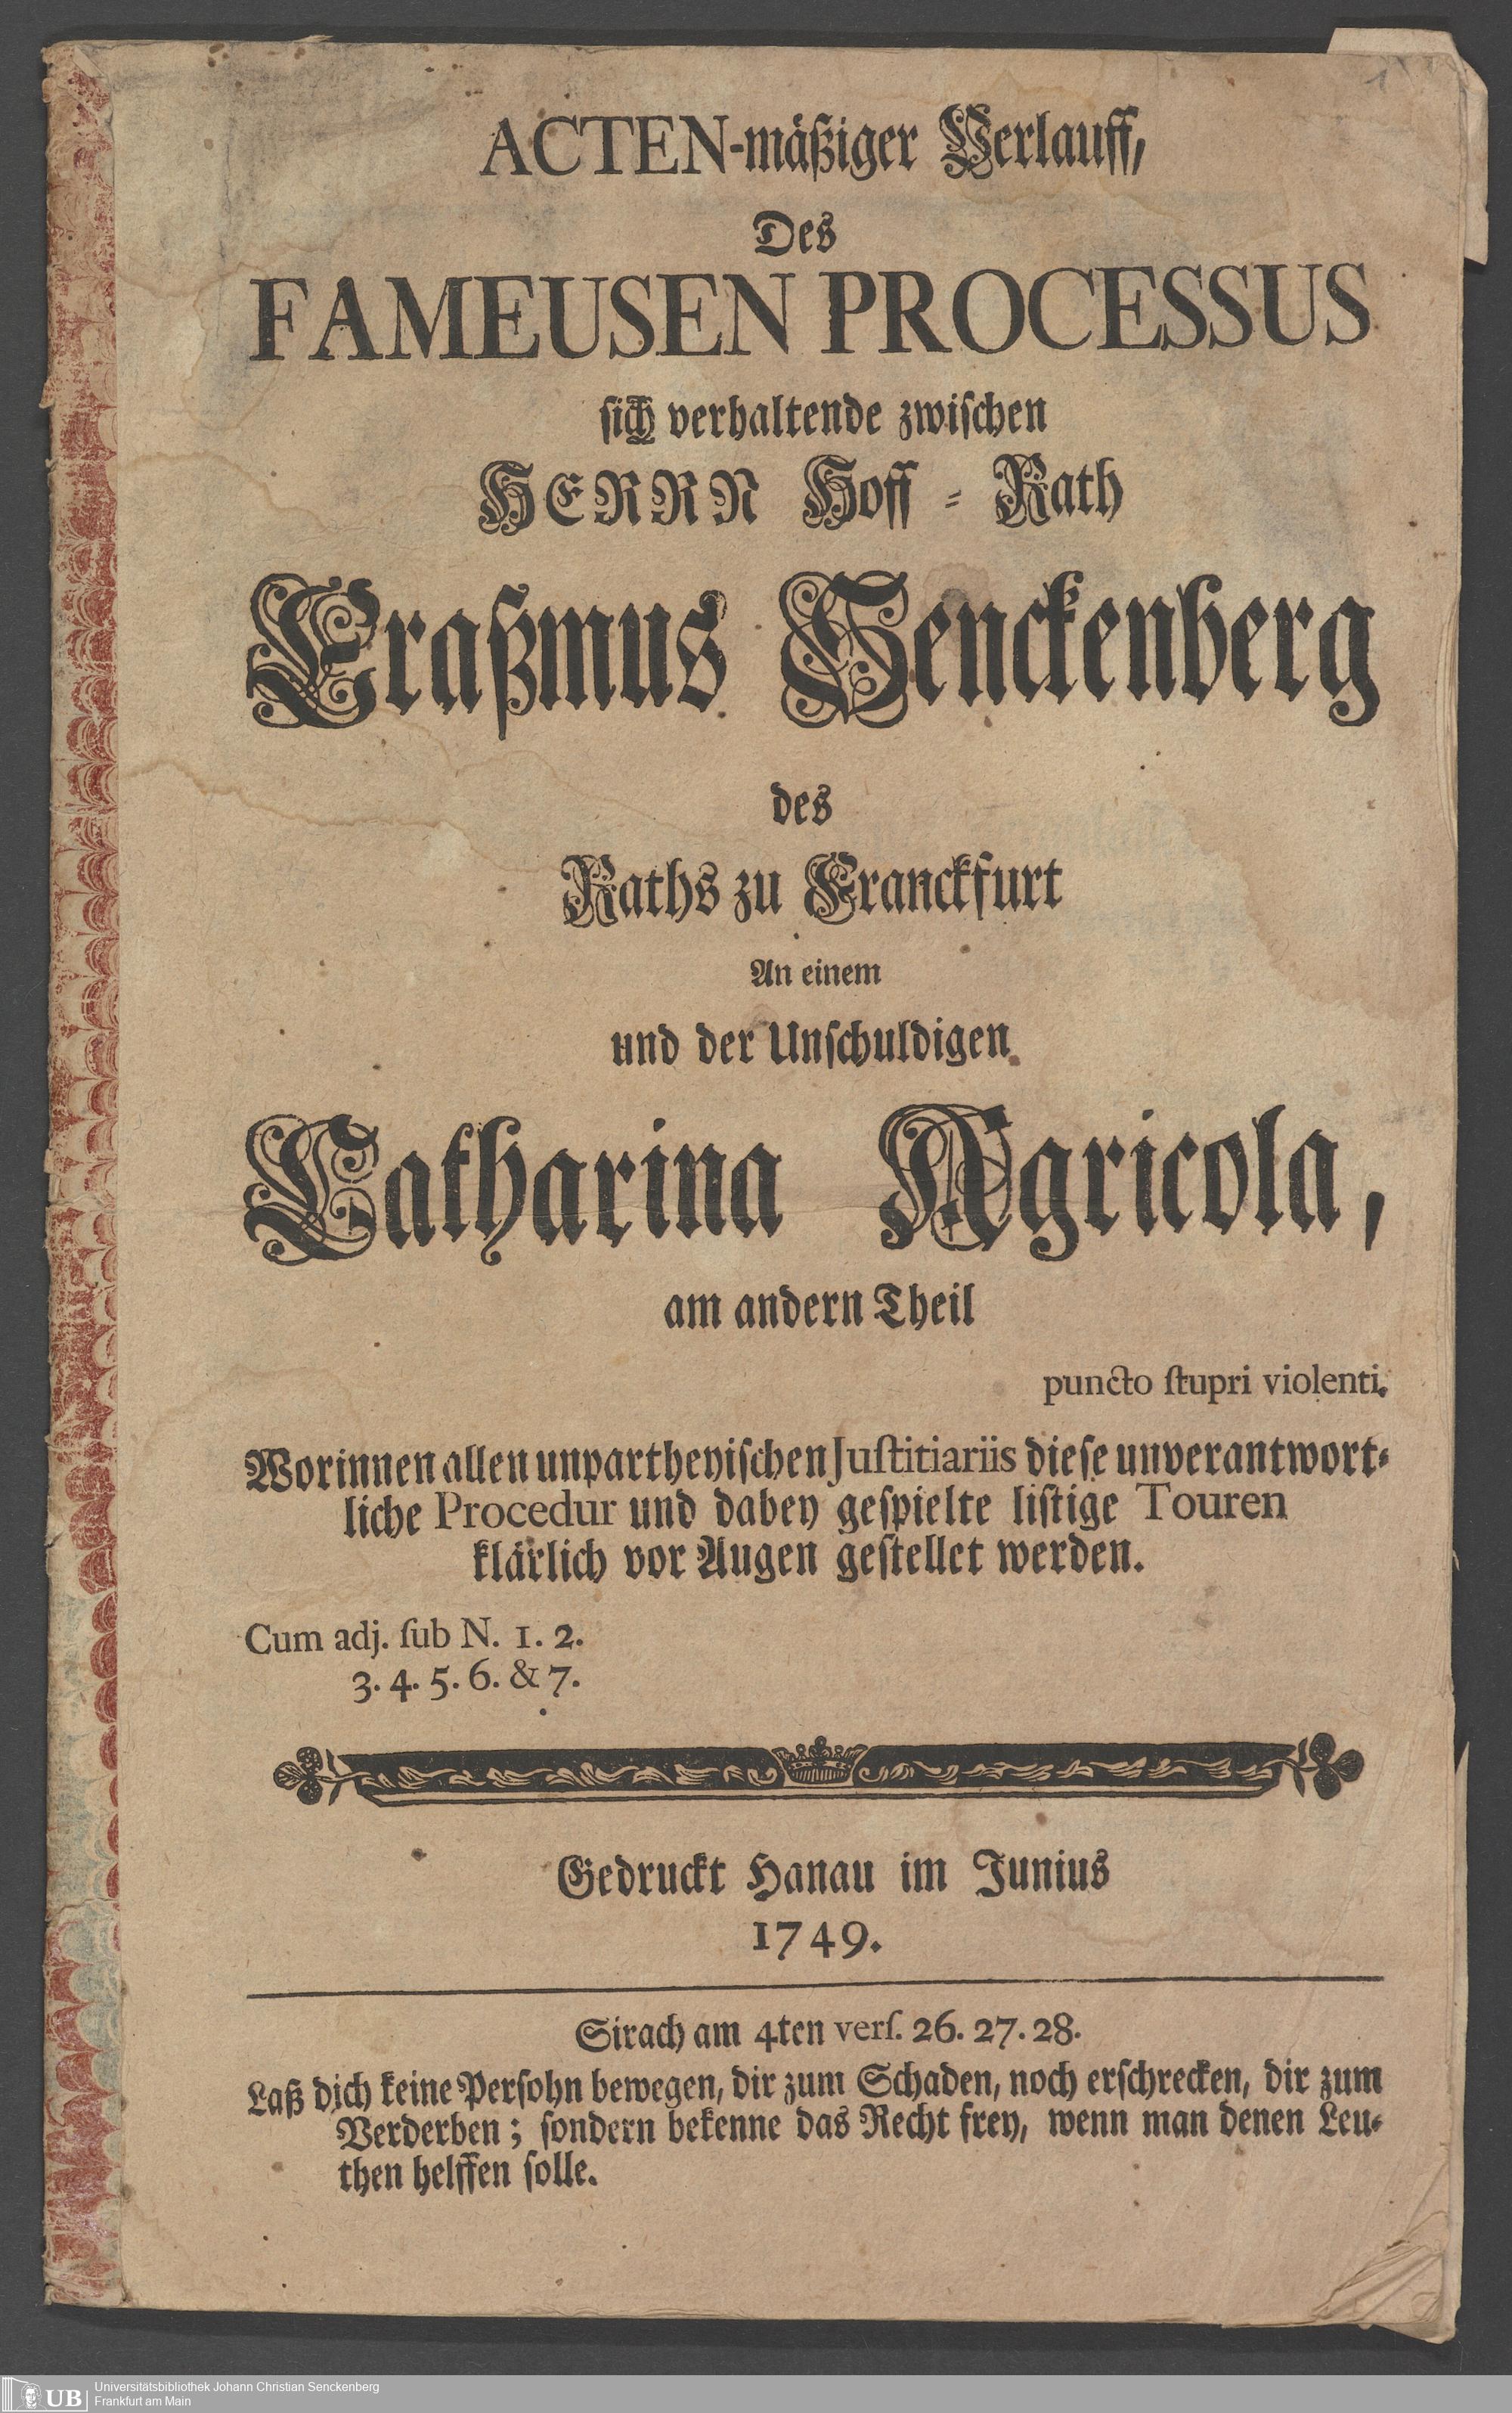 1
ACTEN-mäßiger Verlauff,
Des
FAMEUSEN PROCESSUS
sich verhaltende zwischen
HERRN Hoff-Rath
Eraßmus Senckenberg
des
Raths zu Franckfurt
An einem
und der Unschuldigen
Catharina Agricola,
am andern Theil
puncto stupri violenti.
Worinnen allen unpartheyischen Justitiariis diese unverantwort-
liche Procedur und dabey gespielte listige Touren
klärlich vor Augen gestellet werden.
Cum adj. sub N. 1. 2.
3. 4. 5. 6. & 7.
Gedruckt Hanau im Junius
1749.
Sirach am 4ten vers. 26. 27. 28.
Laß dich keine Persohn bewegen, dir zum Schaden, noch erschrecken, dir zum
Verderben; sondern bekenne das Recht frey, wenn man denen Leu-
then helffen solle.
UB
Universitätsbibliothek Johann Christian Senckenberg
Frankfurt am Main